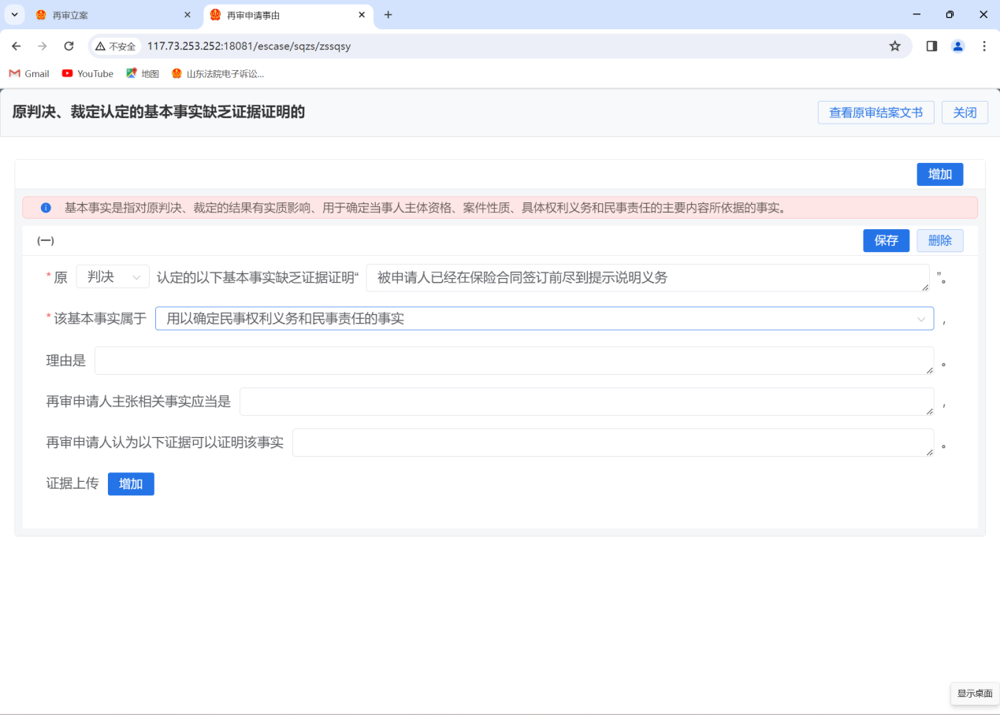 再审立案
再审申请事由
不安全 117.73.253.252:18081/escase/sqzs/zssqsy
Gmail YouTube 地图 山东法院电子诉讼...
原判决、裁定认定的基本事实缺乏证据证明的 查看原审结案文书 关闭
增加
基本事实是指对原判决、裁定的结果有实质影响、用于确定当事人主体资格、案件性质、具体权利义务和民事责任的主要内容所依据的事实。
(一) 保存 删除
*原 判决 认定的以下基本事实缺乏证据证明“ 被申请人已经在保险合同签订前尽到提示说明义务 ”。
*该基本事实属于 用以确定民事权利义务和民事责任的事实 ，
理由是 。
再审申请人主张相关事实应当是 ，
再审申请人认为以下证据可以证明该事实 。
证据上传 增加
显示桌面